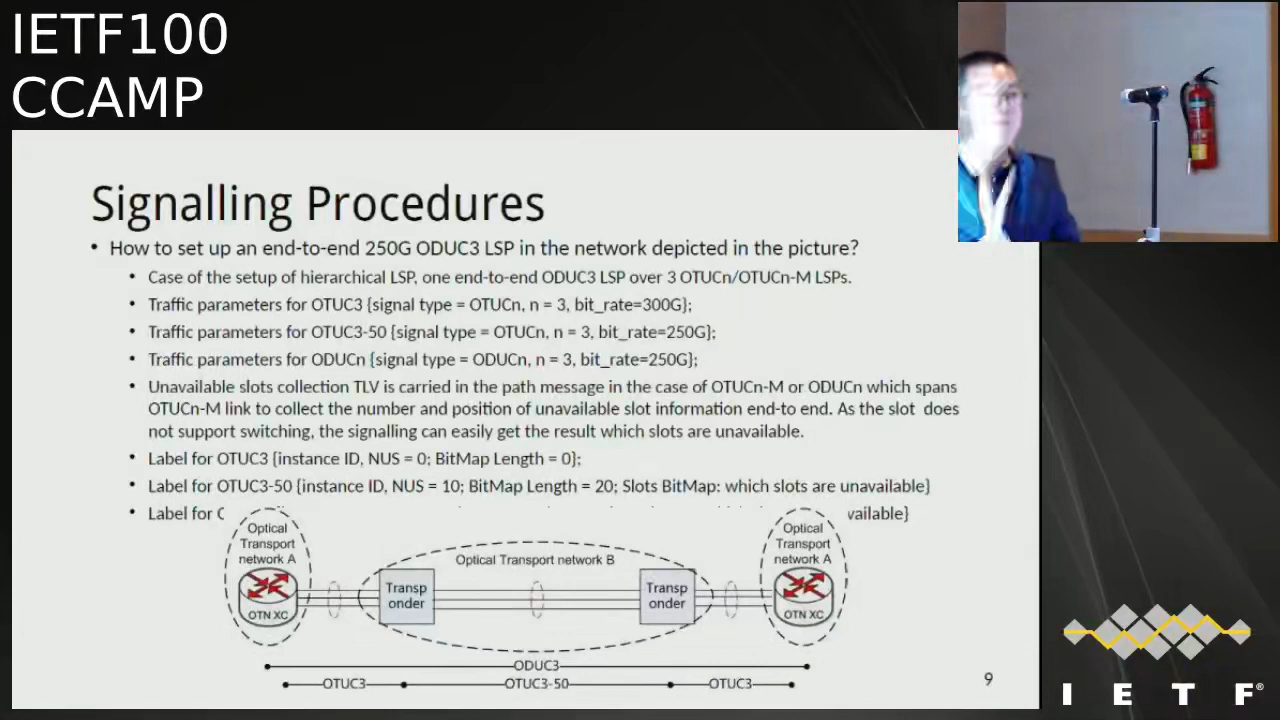 IETF100
CCAMP
Signalling Procedures
• How to set up an end-to-end 250G ODUC3 LSP in the network depicted in the picture?
• Case of the setup of hierarchical LSP, one end-to-end ODUC3 LSP over 3 OTUCn/OTUCn-M LSPs.
• Traffic parameters for OTUC3 {signal type = OTUCn, n = 3, bit_rate=300G};
• Traffic parameters for OTUC3-50 {signal type = OTUCn, n = 3, bit_rate=250G};
• Traffic parameters for ODUCn {signal type = ODUCn, n = 3, bit_rate=250G};
• Unavailable slots collection TLV is carried in the path message in the case of OTUCn-M or ODUCn which spans
OTUCn-M link to collect the number and position of unavailable slot information end-to end. As the slot does
not support switching, the signalling can easily get the result which slots are unavailable.
• Label for OTUC3 {instance ID, NUS = 0; BitMap Length = 0};
• Label for OTUC3-50 {instance ID, NUS = 10; BitMap Length = 20; Slots BitMap: which slots are unavailable}
• Label for
Optical
Transport
network A
OTN XC
Optical Transport network B
Transp
onder
Transp
onder
Optical
Transport
network A
OTN XC
ODUC3
OTUC3 OTUC3-50 OTUC3
9
I E T F®